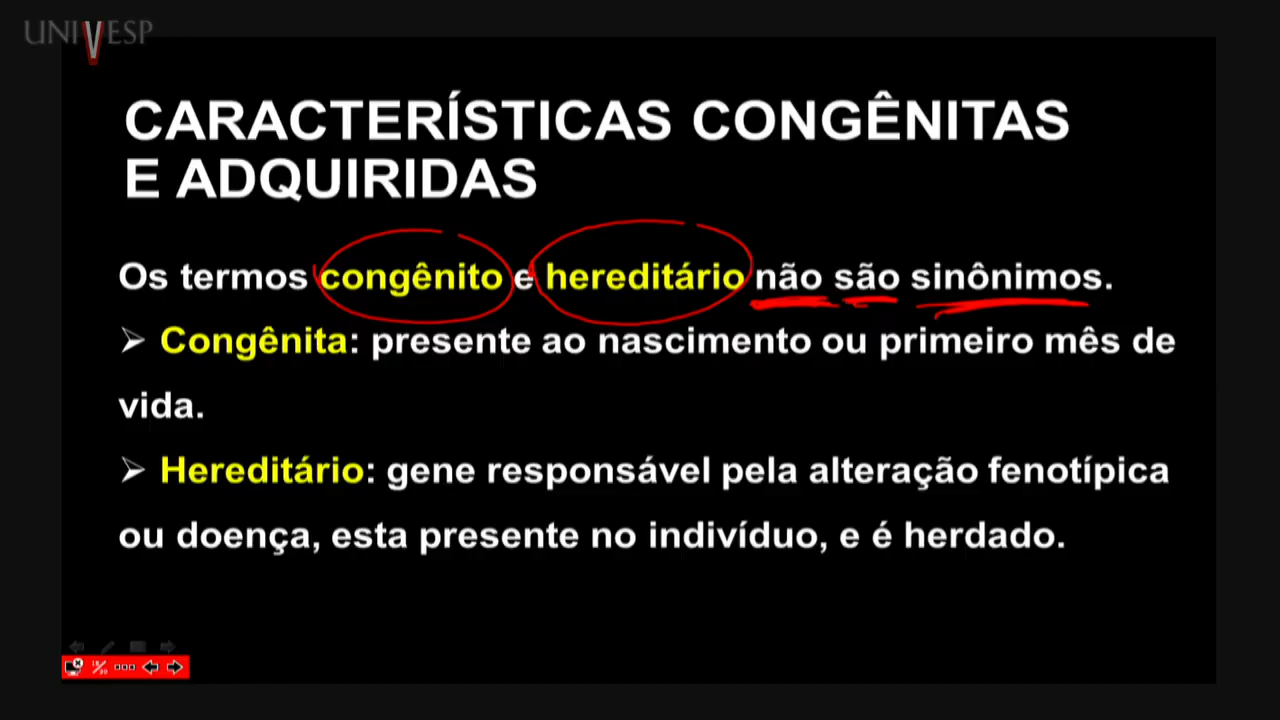 UNIVESP
CARACTERÍSTICAS CONGÊNITAS
E ADQUIRIDAS
Os termos congênito e hereditário não são sinônimos.
➢ Congênita: presente ao nascimento ou primeiro mês de
vida.
➢ Hereditário: gene responsável pela alteração fenotípica
ou doença, esta presente no indivíduo, e é herdado.